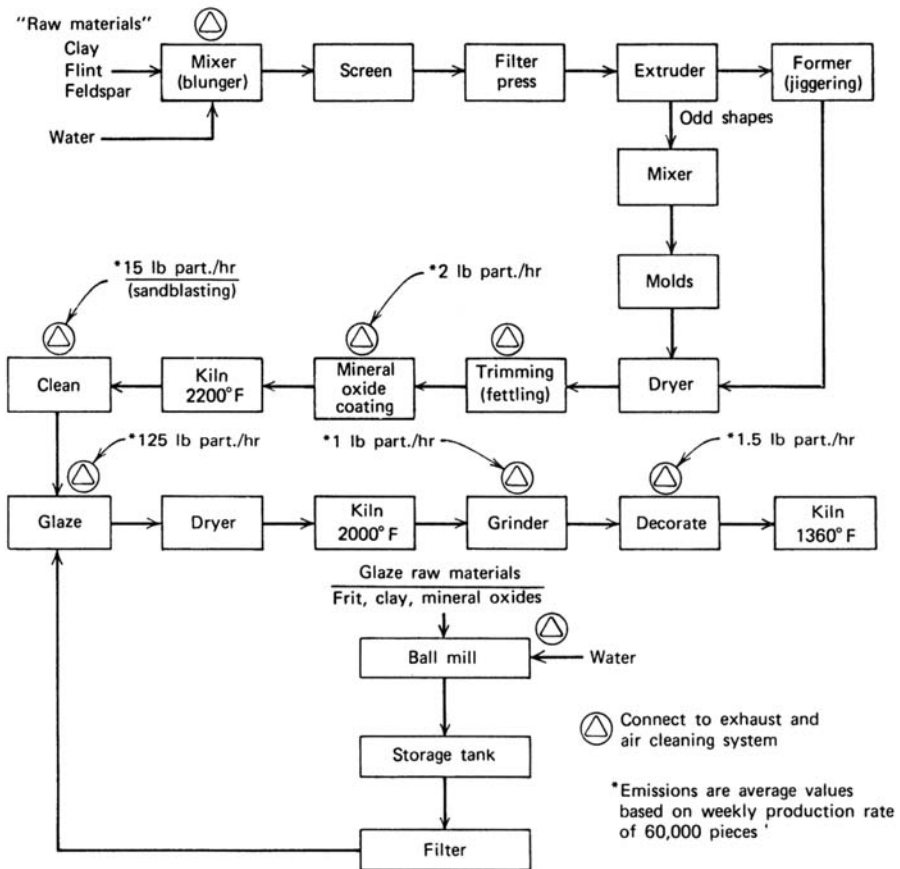 "Raw materials"
Clay
Flint
Feldspar
Water
Mixer
(blunger)
Screen
Filter
press
Extruder
Former
(jiggering)
Odd shapes
Mixer
Molds
*15 lb part./hr
(sandblasting)
*2 lb part./hr
Clean
Kiln
2200°F
Mineral
oxide
coating
Trimming
(fettling)
Dryer
*125 lb part./hr
*1 lb part./hr
*1.5 lb part./hr
Glaze
Dryer
Kiln
2000°F
Grinder
Decorate
Kiln
1360°F
Glaze raw materials
Frit, clay, mineral oxides
Ball mill
Water
Storage tank
Filter
Connect to exhaust and
air cleaning system
*Emissions are average values
based on weekly production rate
of 60,000 pieces '